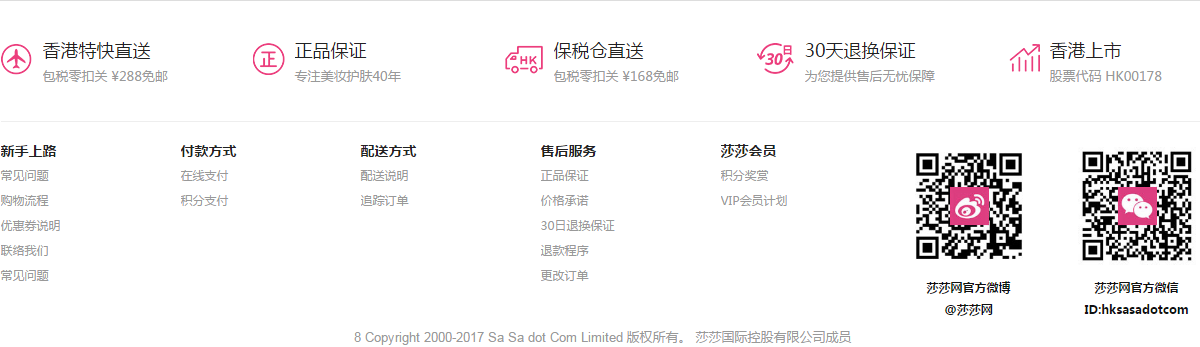 香港特快直送
包税零扣关 ¥288免邮
正
正品保证
专注美妆护肤40年
HK
保税仓直送
包税零扣关 ¥168免邮
30
日
30天退换保证
为您提供售后无忧保障
香港上市
股票代码 HK00178
新手上路
常见问题
购物流程
优惠券说明
联络我们
常见问题
付款方式
在线支付
积分支付
配送方式
配送说明
追踪订单
售后服务
正品保证
价格承诺
30日退换保证
退款程序
更改订单
莎莎会员
积分奖赏
VIP会员计划
莎莎网官方微博
@莎莎网
莎莎网官方微信
ID:hksasadotcom
8 Copyright 2000-2017 Sa Sa dot Com Limited 版权所有。 莎莎国际控股有限公司成员